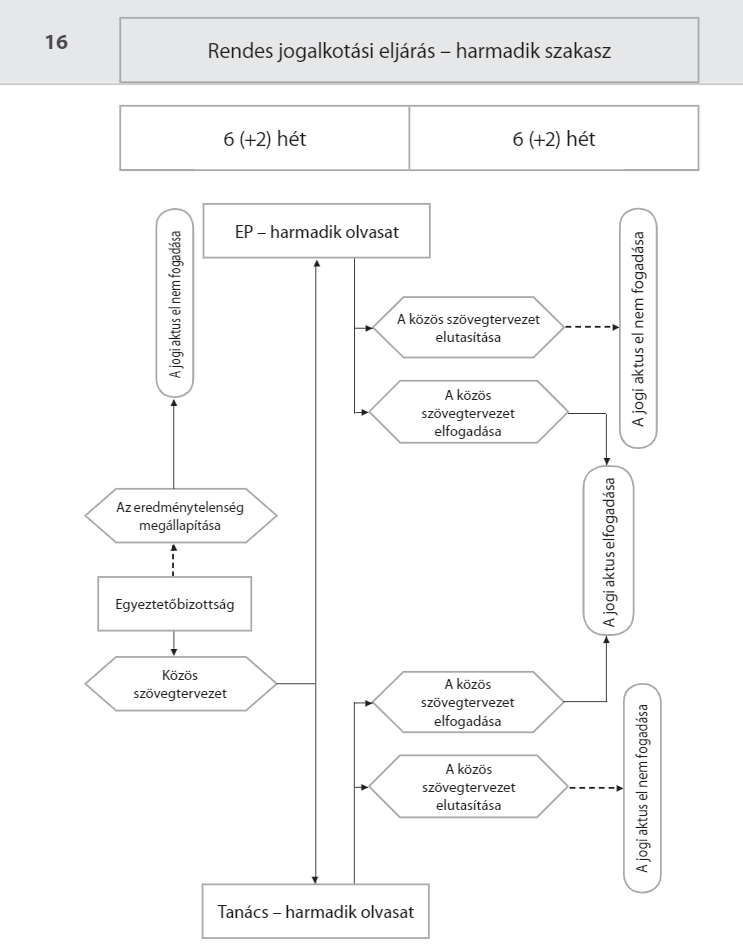 16
Rendes jogalkotási eljárás – harmadik szakasz
6 (+2) hét
6 (+2) hét
A jogi aktus el nem fogadása
EP – harmadik olvasat
A jogi aktus el nem fogadása
A közös szövegtervezet
elutasítása
A közös
szövegtervezet
elfogadása
Az eredménytelenség
megállapítása
A jogi aktus elfogadása
Egyeztetőbizottság
Közös
szövegtervezet
A közös
szövegtervezet
elfogadása
A közös
szövegtervezet
elutasítása
A jogi aktus el nem fogadása
Tanács – harmadik olvasat